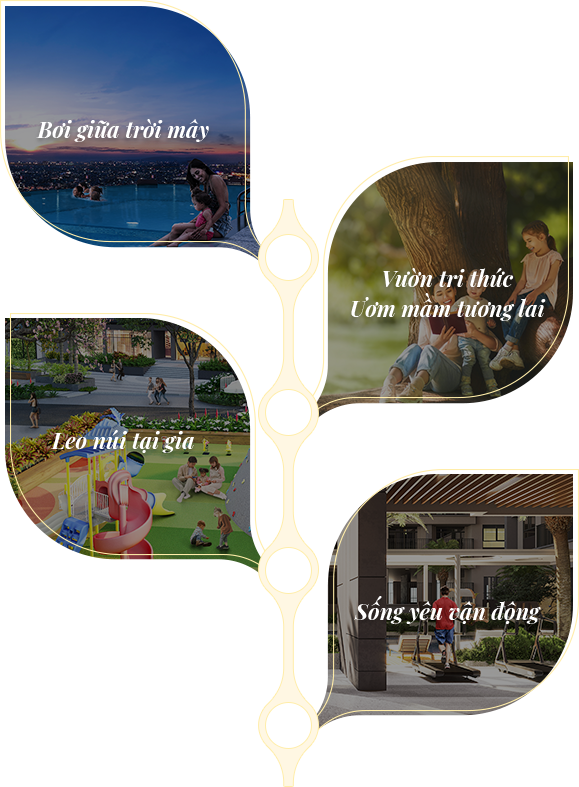 Bơi giữa trời mây
Vườn tri thức
Ươm mầm tương lai
Leo núi tại gia
Sống yêu vận động